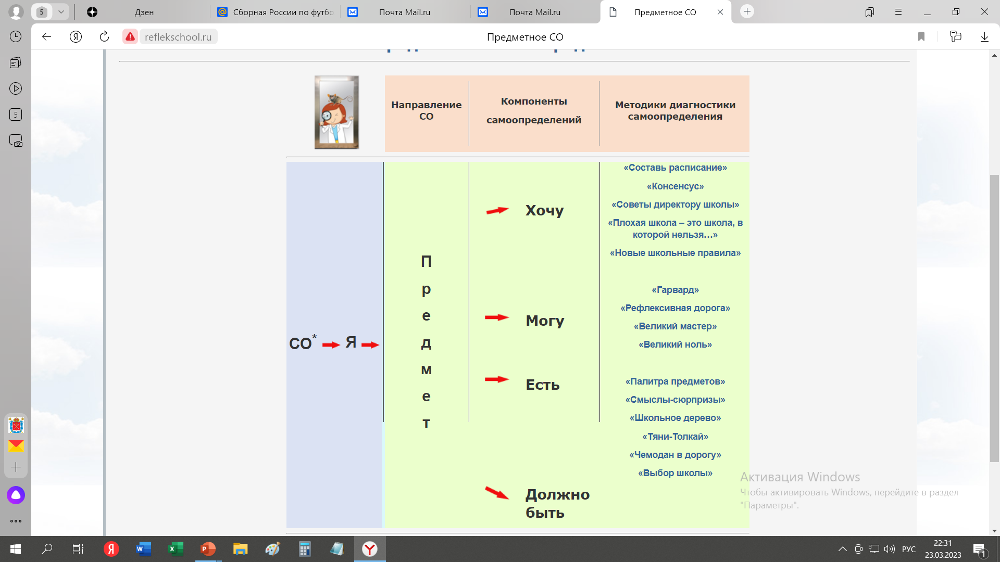 5
Дзен
Сборная России по футбо
Почта Mail.ru
Почта Mail.ru
Предметное СО
reflekschool.ru
Предметное СО
5
Направление
СО
Компоненты
самоопределений
Методики диагностики
самоопределения
СО*
Я
П
р
е
д
м
е
т
Хочу
Могу
Есть
Должно
быть
«Составь расписание»
«Консенсус»
«Советы директору школы»
«Плохая школа – это школа, в
которой нельзя…»
«Новые школьные правила»
«Гарвард»
«Рефлексивная дорога»
«Великий мастер»
«Великий ноль»
«Палитра предметов»
«Смыслы-сюрпризы»
«Школьное дерево»
«Тяни-Толкай»
«Чемодан в дорогу»
«Выбор школы»
Активация Windows
Чтобы активировать Windows, перейдите в раздел
"Параметры".
РУС
22:31
23.03.2023
1